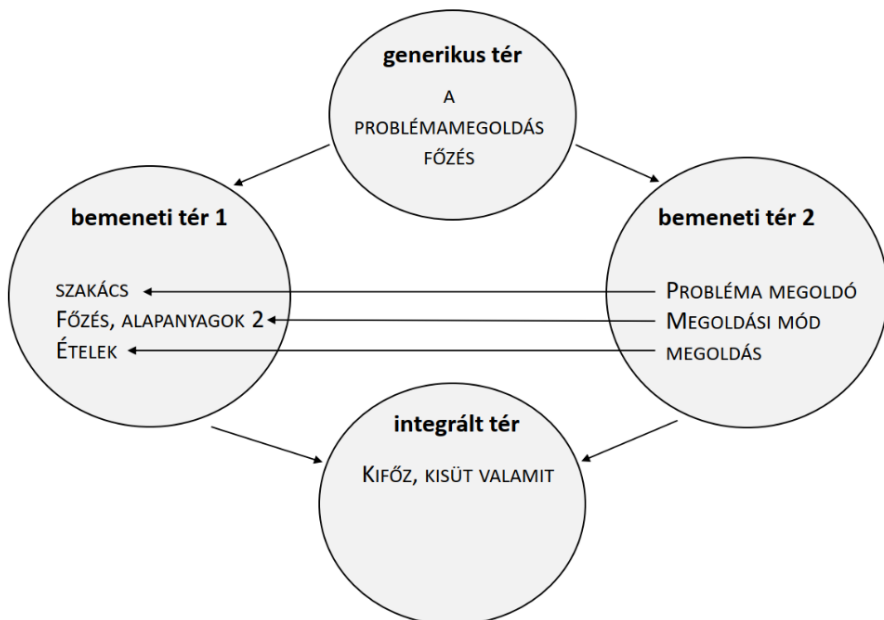 generikus tér
A
PROBLÉMAMEGOLDÁS
FŐZÉS
bemeneti tér 1
SZAKÁCS
FŐZÉS, ALAPANYAGOK 2
ÉTELEK
bemeneti tér 2
PROBLÉMA MEGOLDÓ
MEGOLDÁSI MÓD
MEGOLDÁS
integrált tér
KIFŐZ, KISÜT VALAMIT